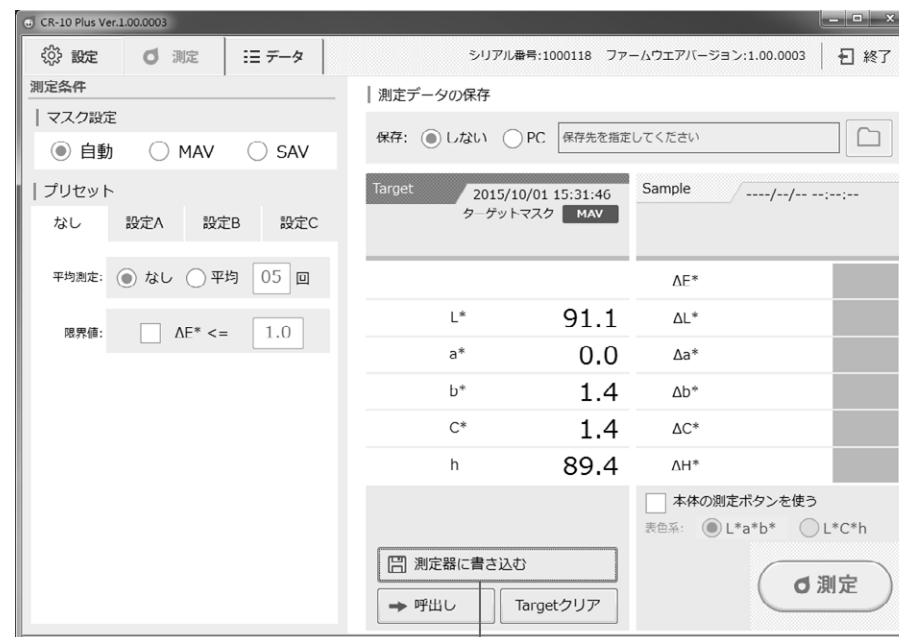 CR-10 Plus Ver.1.00.0003
設定 測定 データ シリアル番号:1000118 ファームウエアバージョン:1.00.0003 終了
測定条件
マスク設定
自動 MAV SAV
プリセット
なし 設定A 設定B 設定C
平均測定: なし 平均 05 回
限界値: ΔE* <= 1.0
測定データの保存
保存: しない PC 保存先を指定してください
Target 2015/10/01 15:31:46
ターゲットマスク MAV
Sample ----/--/-- --:--:--
ΔE*
L* 91.1 ΔL*
a* 0.0 Δa*
b* 1.4 Δb*
C* 1.4 ΔC*
h 89.4 ΔH*
本体の測定ボタンを使う
表色系: L*a*b* L*C*h
測定器に書き込む
呼出し Targetクリア
測定